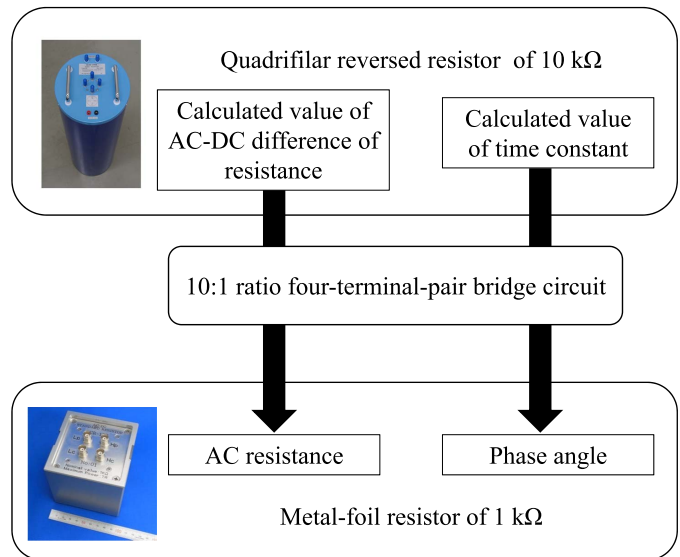 Quadrifilar reversed resistor of 10 kΩ
Calculated value of
AC-DC difference of
resistance
Calculated value
of time constant
10:1 ratio four-terminal-pair bridge circuit
AC resistance
Phase angle
Metal-foil resistor of 1 kΩ